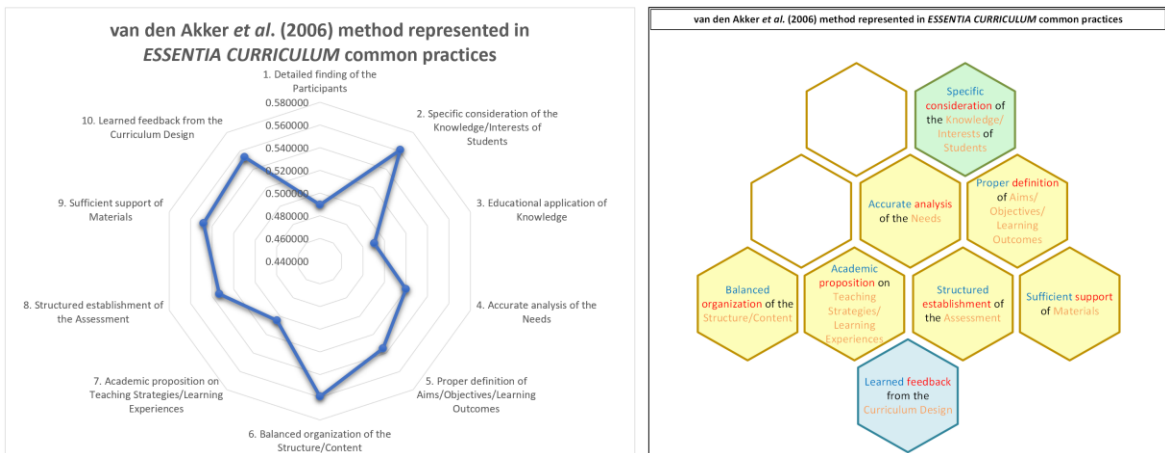 van den Akker et al. (2006) method represented in
ESSENTIA CURRICULUM common practices
1. Detailed finding of the
Participants
2. Specific consideration of the
Knowledge/Interests of
Students
3. Educational application of
Knowledge
4. Accurate analysis of the
Needs
5. Proper definition of
Aims/Objectives/Learning
Outcomes
6. Balanced organization of the
Structure/Content
7. Academic proposition on
Teaching Strategies/Learning
Experiences
8. Structured establishment of
the Assessment
9. Sufficient support of
Materials
10. Learned feedback from the
Curriculum Design
0.580000
0.560000
0.540000
0.520000
0.500000
0.480000
0.460000
0.440000
van den Akker et al. (2006) method represented in ESSENTIA CURRICULUM common practices
Specific
consideration of
the Knowledge/
Interests of
Students
Accurate analysis
of the Needs
Proper definition
of Aims/
Objectives/
Learning
Outcomes
Balanced
organization of the
Structure/Content
Academic
proposition on
Teaching
Strategies/
Learning
Experiences
Structured
establishment of
the Assessment
Sufficient support
of Materials
Learned feedback
from the
Curriculum Design